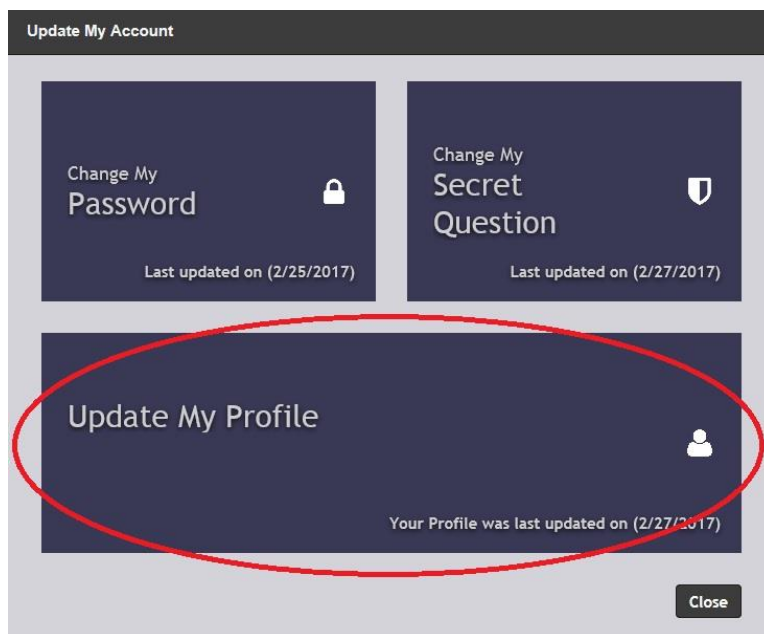 Update My Account
Change My
Password
Last updated on (2/25/2017)
Change My
Secret
Question
Last updated on (2/27/2017)
Update My Profile
Your Profile was last updated on (2/27/2017)
Close